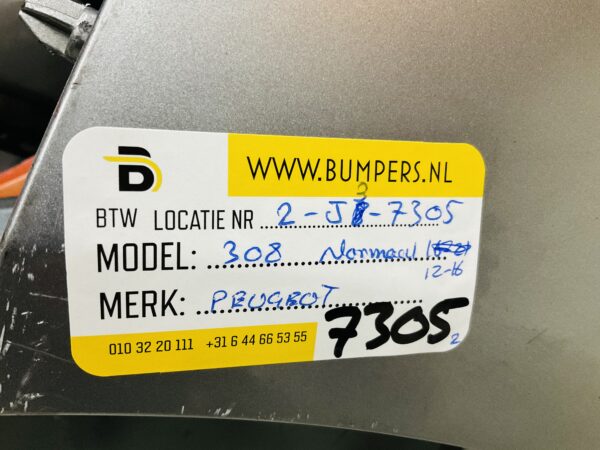 B
WWW.BUMPERS.NL
3
BTW LOCATIE NR 2-J-7305
MODEL: 308 Normaal
12-16
MERK: PEUGEOT
7305 2
010 32 20 111 +31 6 44 66 53 55